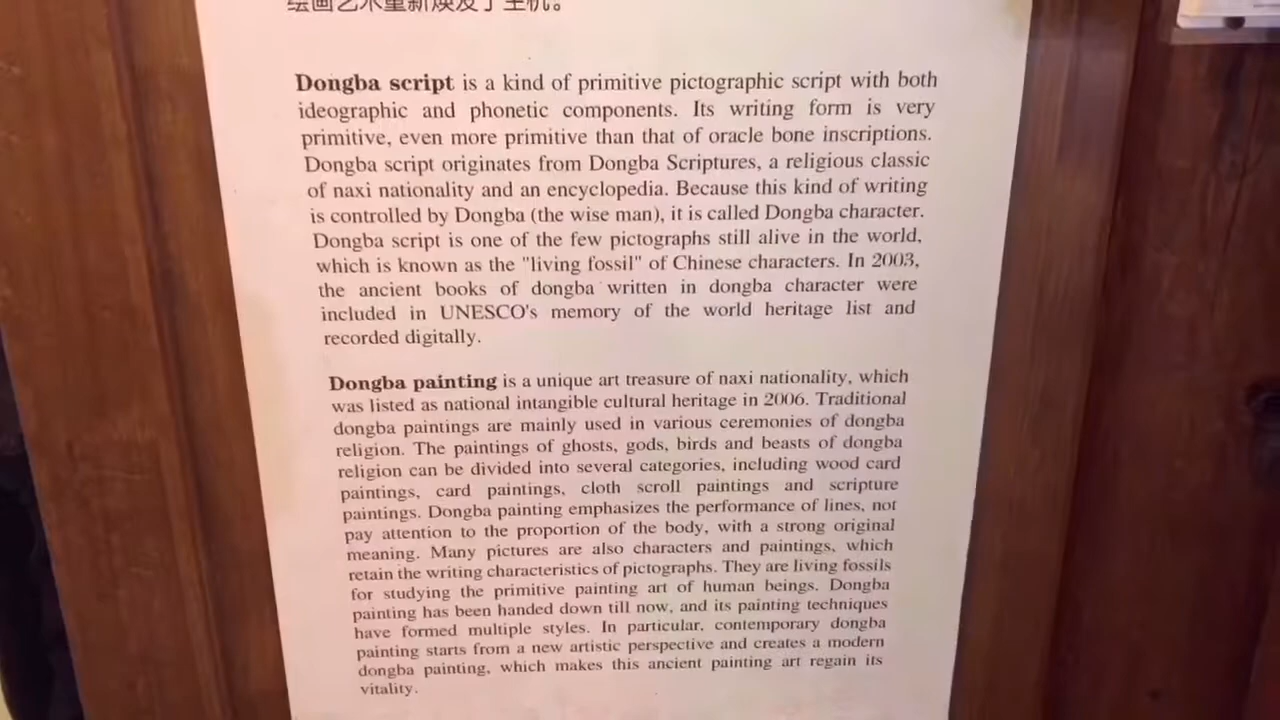 绘画艺术重新焕发了生机。
Dongba script is a kind of primitive pictographic script with both
ideographic and phonetic components. Its writing form is very
primitive, even more primitive than that of oracle bone inscriptions.
Dongba script originates from Dongba Scriptures, a religious classic
of naxi nationality and an encyclopedia. Because this kind of writing
is controlled by Dongba (the wise man), it is called Dongba character.
Dongba script is one of the few pictographs still alive in the world,
which is known as the "living fossil" of Chinese characters. In 2003,
the ancient books of dongba written in dongba character were
included in UNESCO's memory of the world heritage list and
recorded digitally.
Dongba painting is a unique art treasure of naxi nationality, which
was listed as national intangible cultural heritage in 2006. Traditional
dongba paintings are mainly used in various ceremonies of dongba
religion. The paintings of ghosts, gods, birds and beasts of dongba
religion can be divided into several categories, including wood card
paintings, card paintings, cloth scroll paintings and scripture
paintings. Dongba painting emphasizes the performance of lines, not
pay attention to the proportion of the body, with a strong original
meaning. Many pictures are also characters and paintings, which
retain the writing characteristics of pictographs. They are living fossils
for studying the primitive painting art of human beings. Dongba
painting has been handed down till now, and its painting techniques
have formed multiple styles. In particular, contemporary dongba
painting starts from a new artistic perspective and creates a modern
dongba painting, which makes this ancient painting art regain its
vitality.